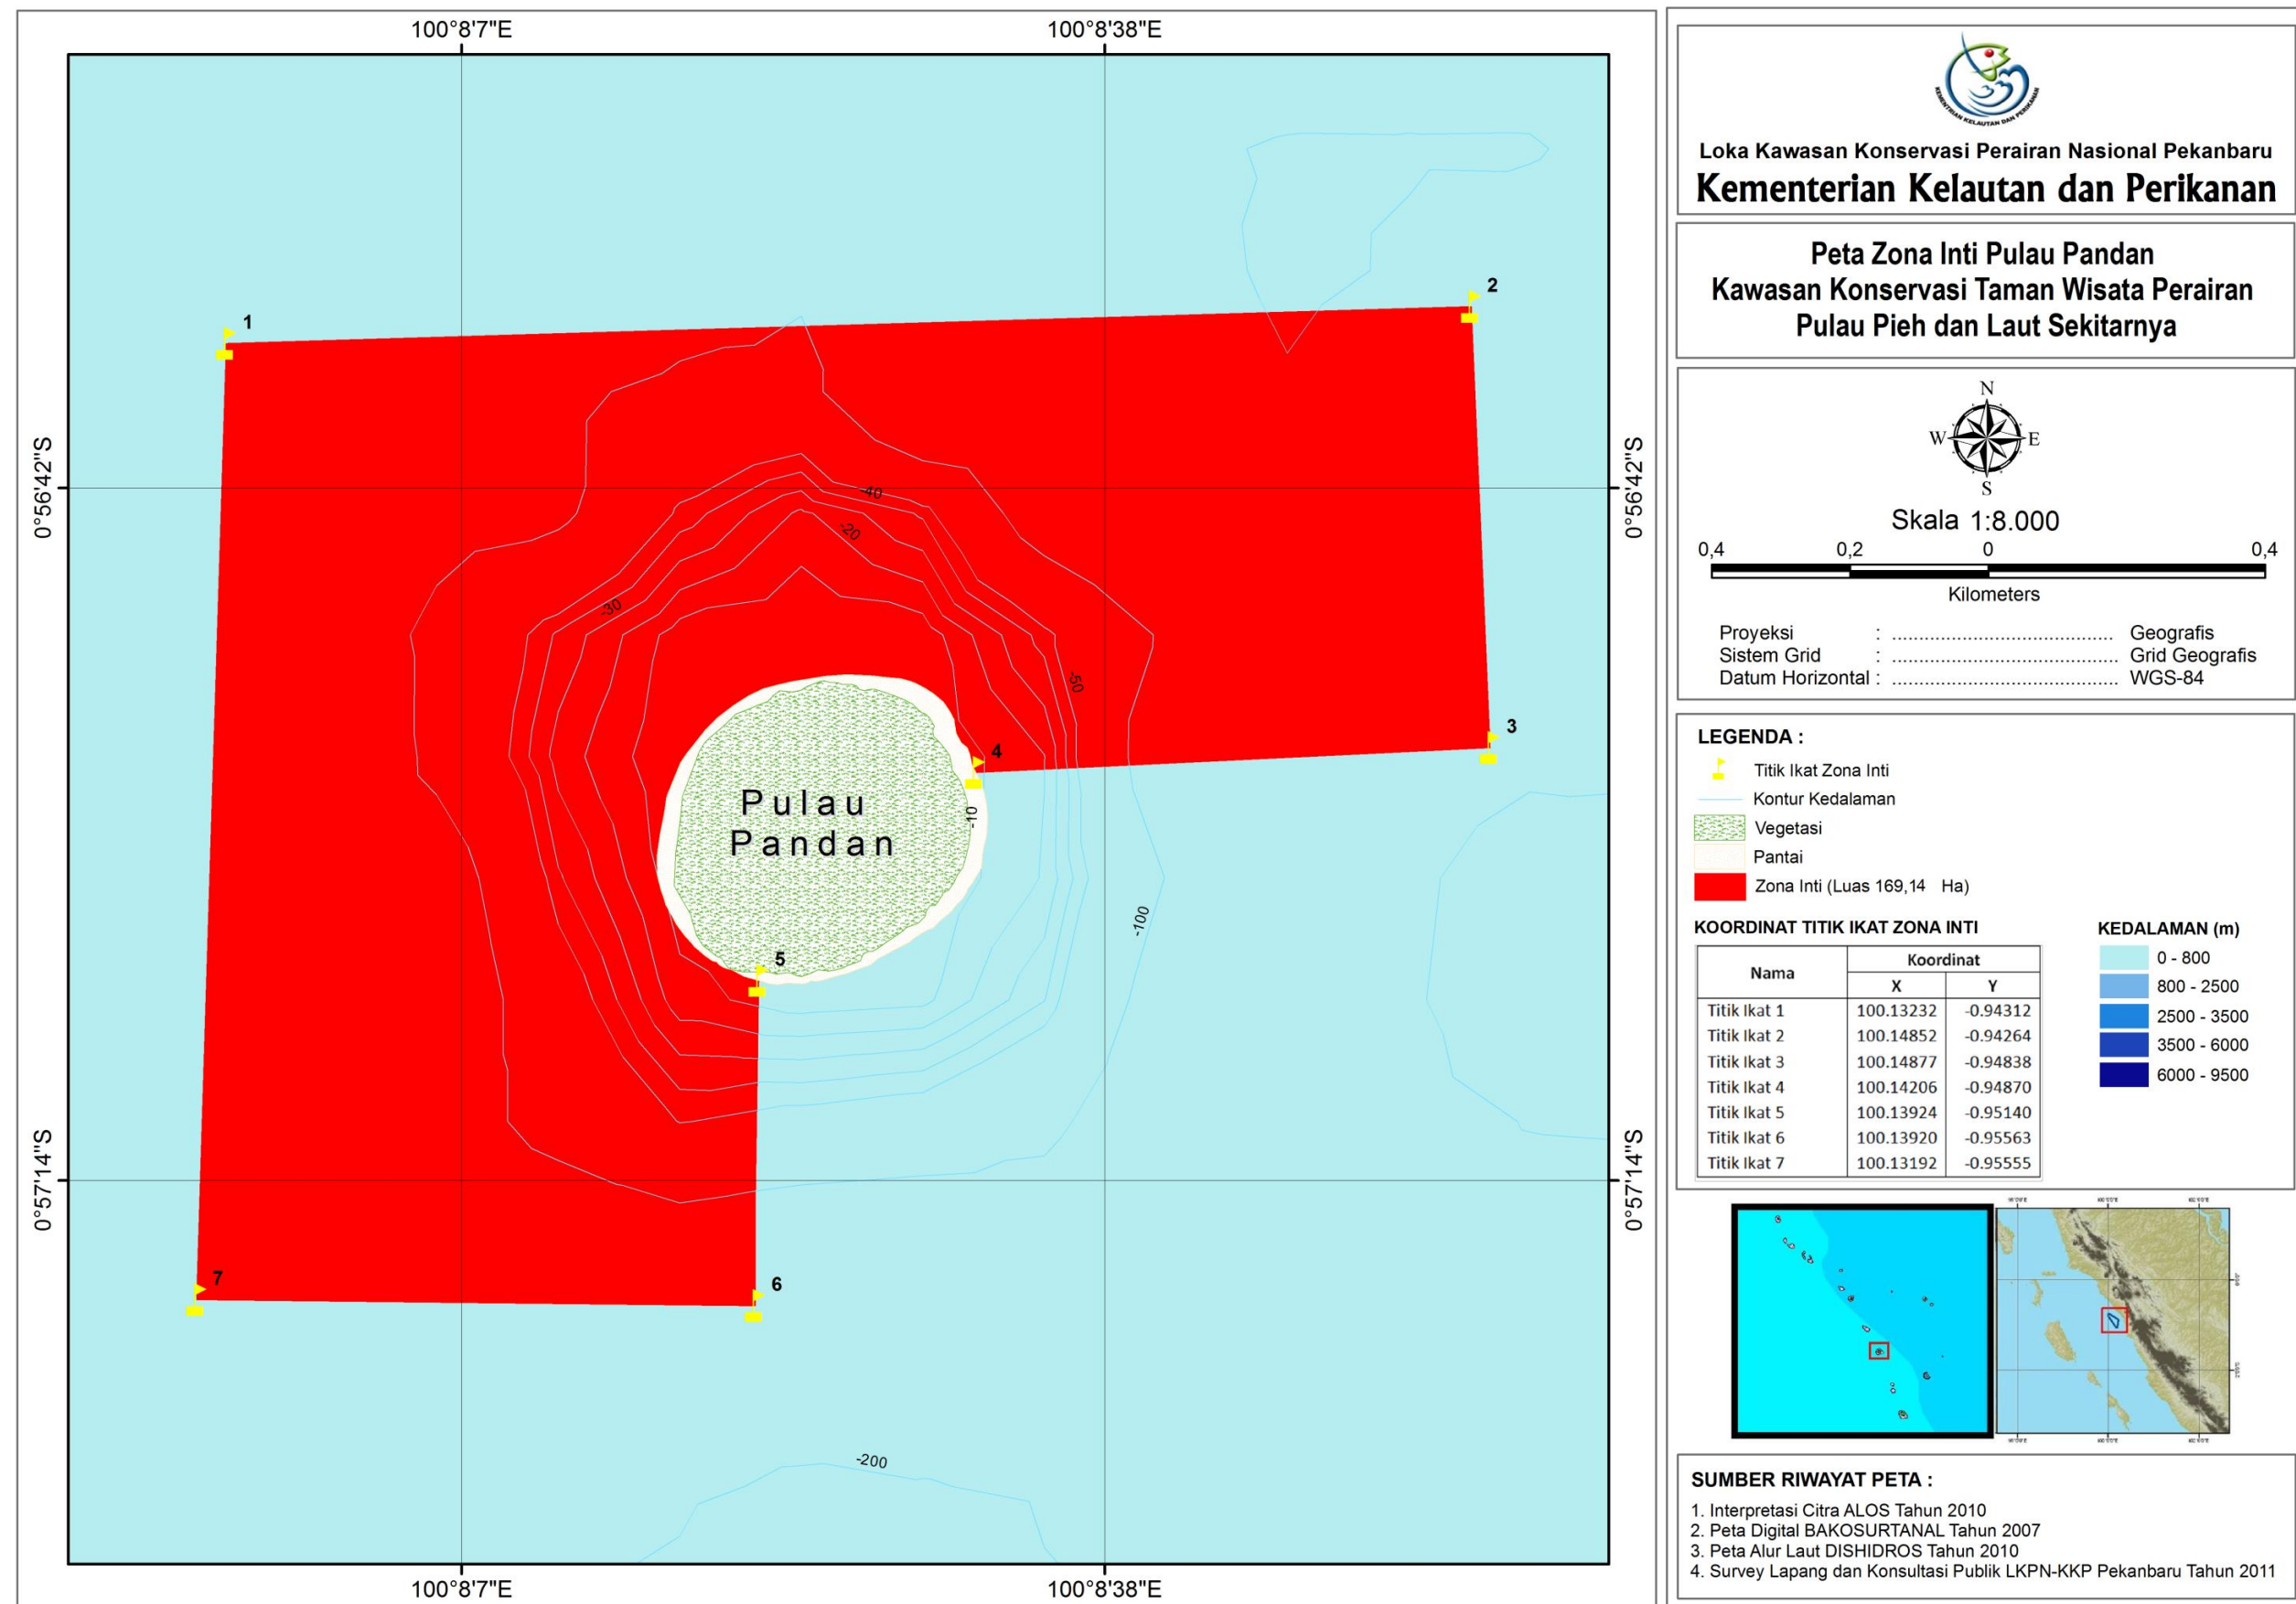 100°8'7"E
100°8'38"E
0°56'42"S
0°56'42"S
0°57'14"S
0°57'14"S
1
2
3
4
5
6
7
-40
-20
-30
-50
-10
-100
-200
Pulau
Pandan
100°8'7"E
100°8'38"E
KEMENTRIAN KELAUTAN DAN PERIKANAN
Loka Kawasan Konservasi Perairan Nasional Pekanbaru
Kementerian Kelautan dan Perikanan
Peta Zona Inti Pulau Pandan
Kawasan Konservasi Taman Wisata Perairan
Pulau Pieh dan Laut Sekitarnya
N
W E
S
Skala 1:8.000
0,4 0,2 0 0,4
Kilometers
Proyeksi : ........................................ Geografis
Sistem Grid : ......................................... Grid Geografis
Datum Horizontal : ......................................... WGS-84
LEGENDA :
Titik Ikat Zona Inti
Kontur Kedalaman
Vegetasi
Pantai
Zona Inti (Luas 169,14 Ha)
KOORDINAT TITIK IKAT ZONA INTI
Nama Koordinat
X Y
Titik Ikat 1 100.13232 -0.94312
Titik Ikat 2 100.14852 -0.94264
Titik Ikat 3 100.14877 -0.94838
Titik Ikat 4 100.14206 -0.94870
Titik Ikat 5 100.13924 -0.95140
Titik Ikat 6 100.13920 -0.95563
Titik Ikat 7 100.13192 -0.95555
KEDALAMAN (m)
0 - 800
800 - 2500
2500 - 3500
3500 - 6000
6000 - 9500
SUMBER RIWAYAT PETA :
1. Interpretasi Citra ALOS Tahun 2010
2. Peta Digital BAKOSURTANAL Tahun 2007
3. Peta Alur Laut DISHIDROS Tahun 2010
4. Survey Lapang dan Konsultasi Publik LKPN-KKP Pekanbaru Tahun 2011